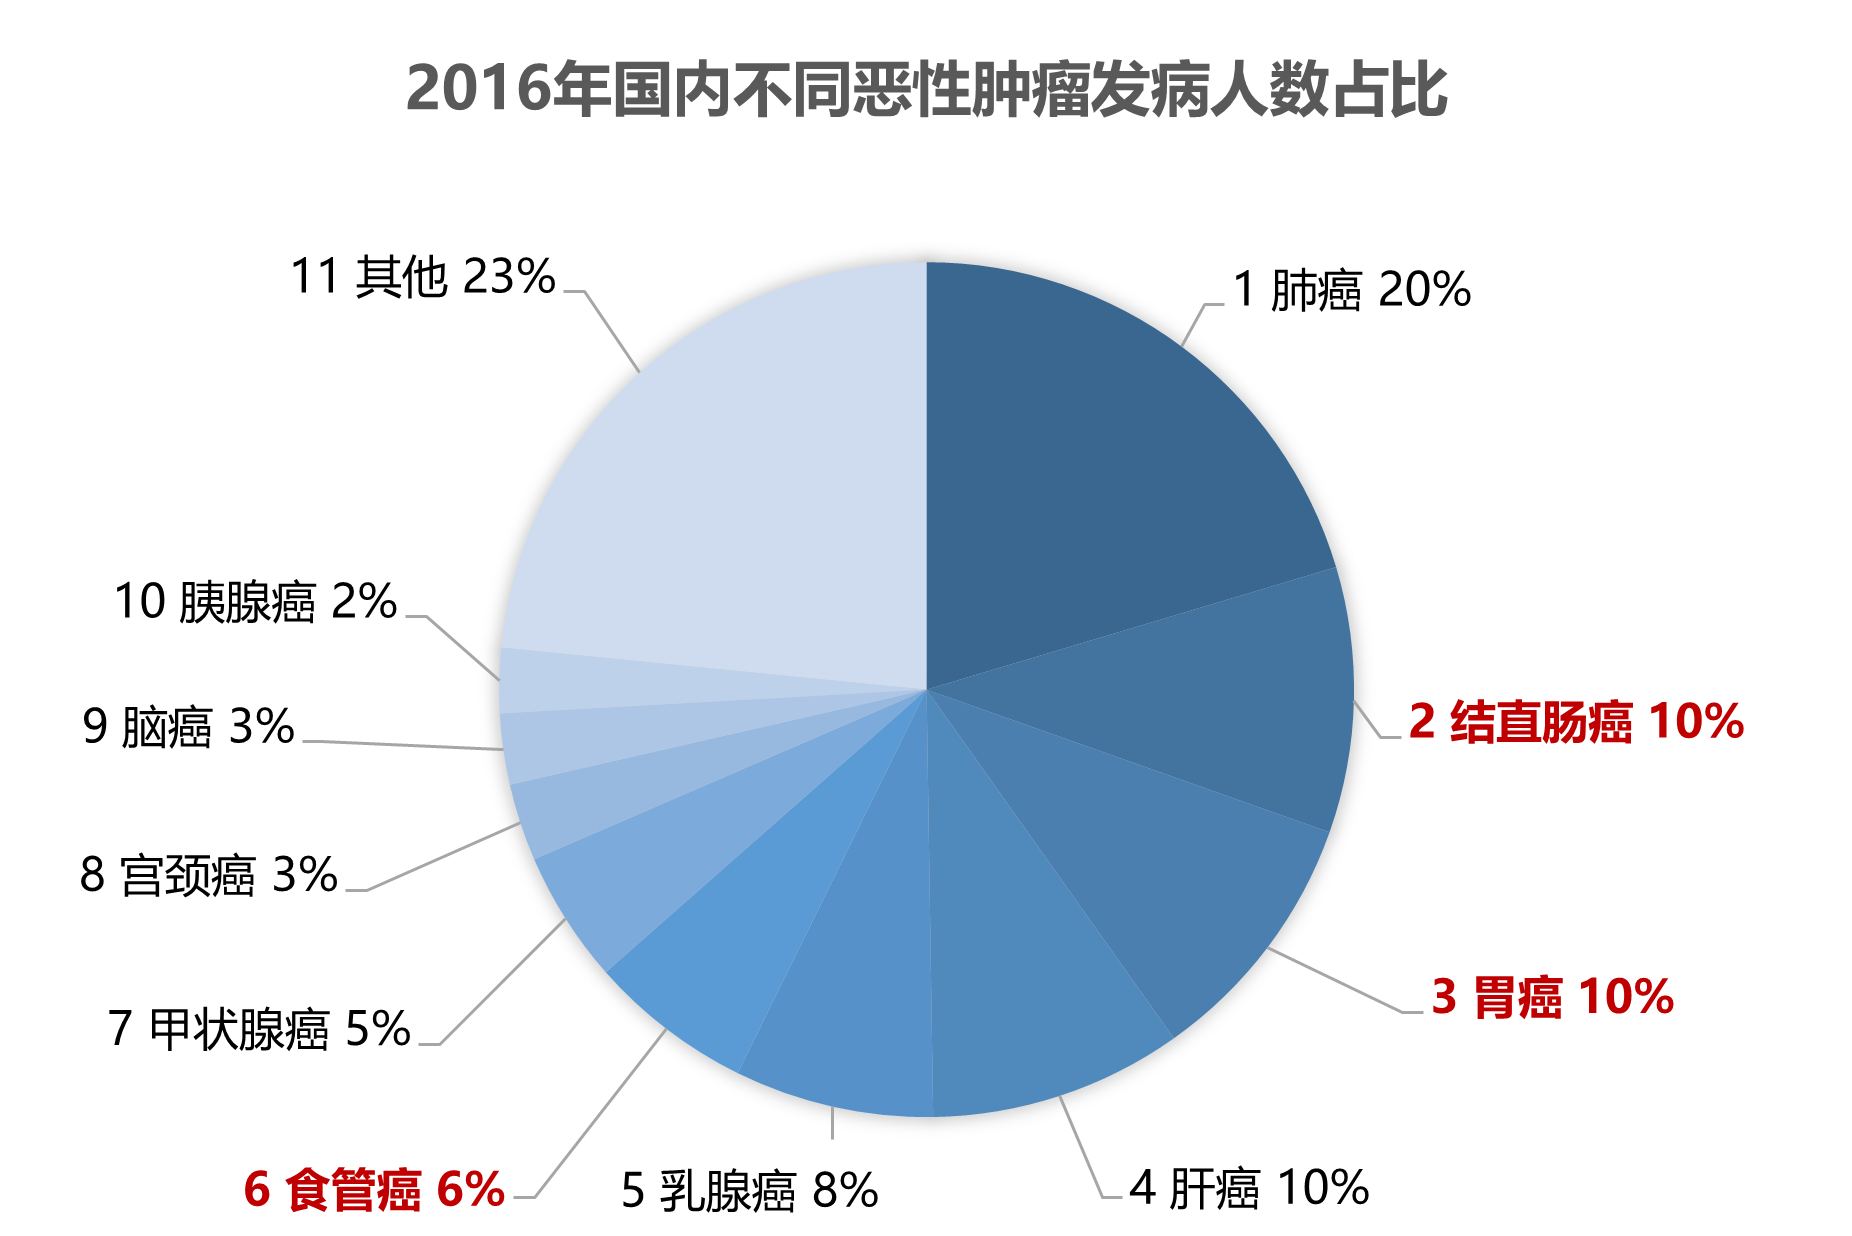 2016年国内不同恶性肿瘤发病人数占比
1 肺癌 20%
2 结直肠癌 10%
3 胃癌 10%
4 肝癌 10%
5 乳腺癌 8%
6 食管癌 6%
7 甲状腺癌 5%
8 宫颈癌 3%
9 脑癌 3%
10 胰腺癌 2%
11 其他 23%